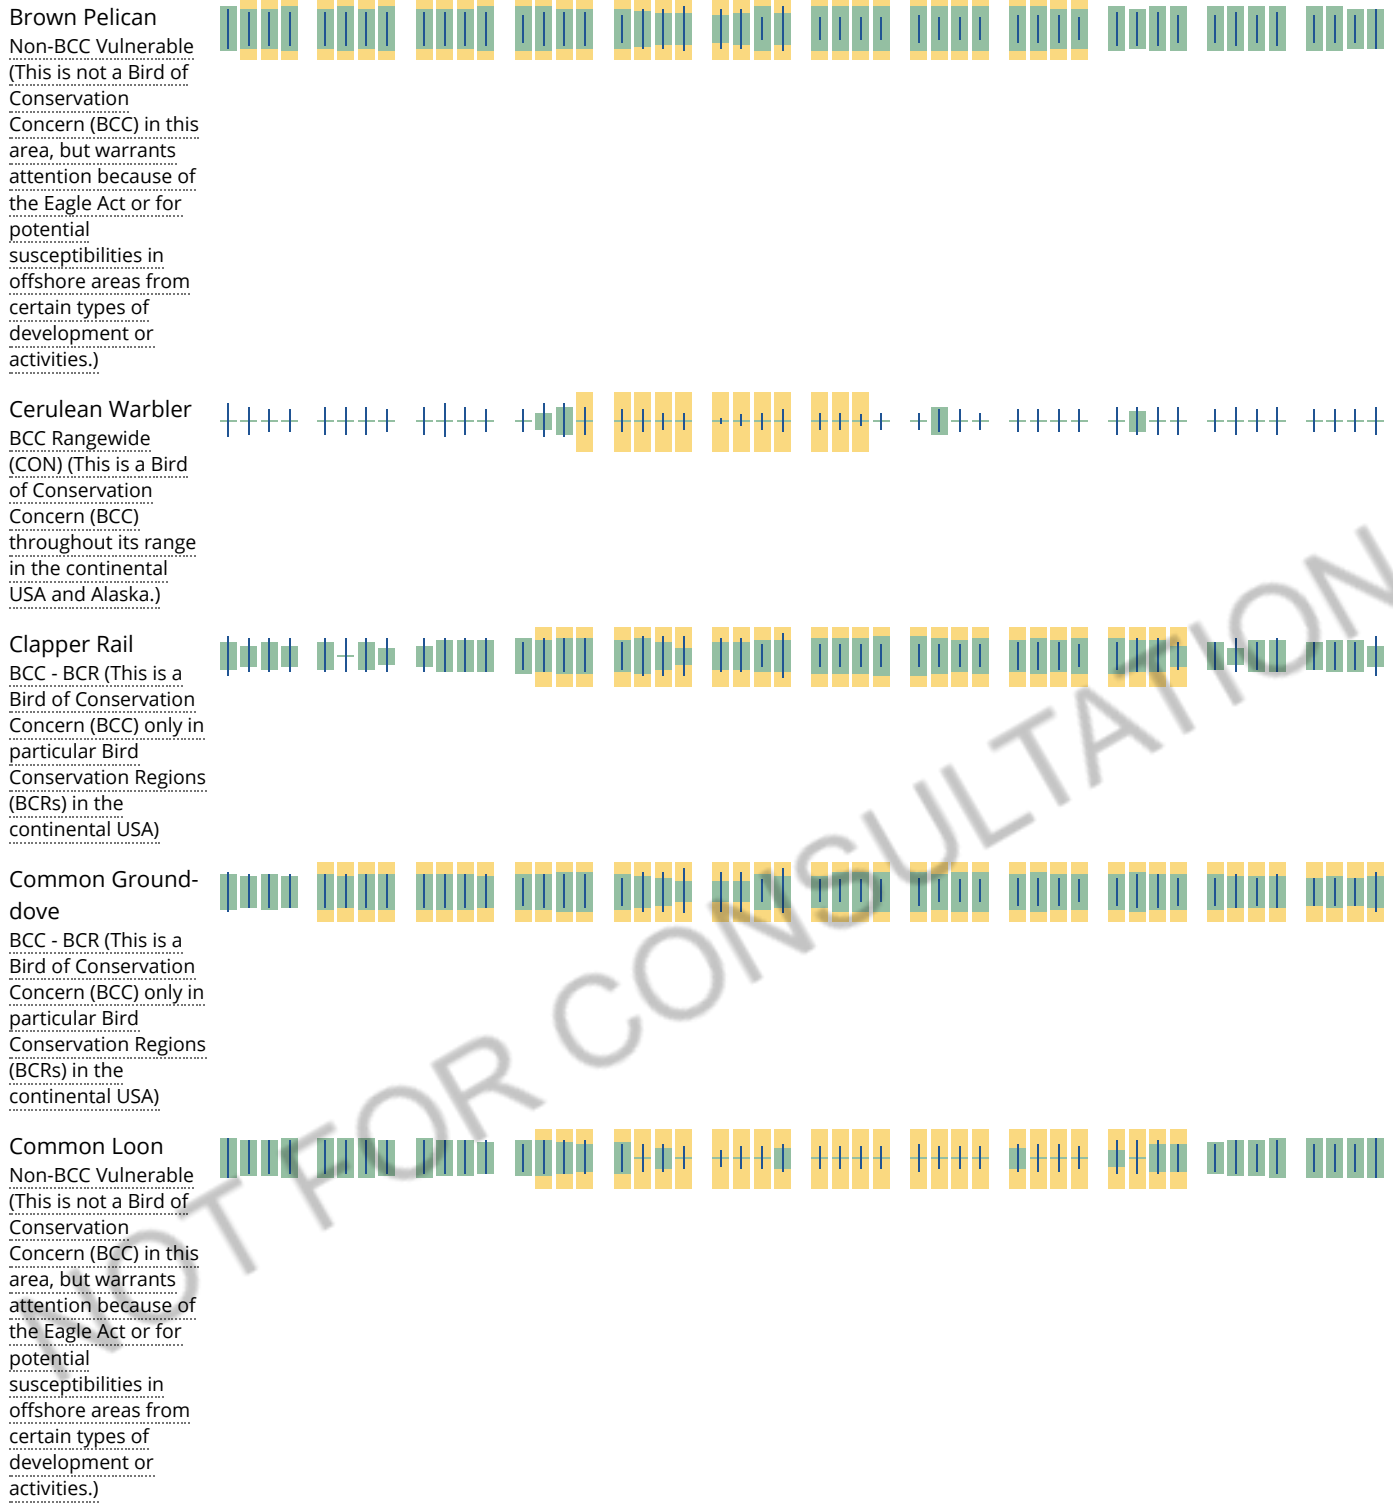 Brown Pelican
Non-BCC Vulnerable
(This is not a Bird of
Conservation
Concern (BCC) in this
area, but warrants
attention because of
the Eagle Act or for
potential
susceptibilities in
offshore areas from
certain types of
development or
activities.)
Cerulean Warbler
BCC Rangewide
(CON) (This is a Bird
of Conservation
Concern (BCC)
throughout its range
in the continental
USA and Alaska.)
Clapper Rail
BCC - BCR (This is a
Bird of Conservation
Concern (BCC) only in
particular Bird
Conservation Regions
(BCRs) in the
continental USA)
Common Ground-
dove
BCC - BCR (This is a
Bird of Conservation
Concern (BCC) only in
particular Bird
Conservation Regions
(BCRs) in the
continental USA)
Common Loon
Non-BCC Vulnerable
(This is not a Bird of
Conservation
Concern (BCC) in this
area, but warrants
attention because of
the Eagle Act or for
potential
susceptibilities in
offshore areas from
certain types of
development or
activities.)
NOT FOR CONSULTATION